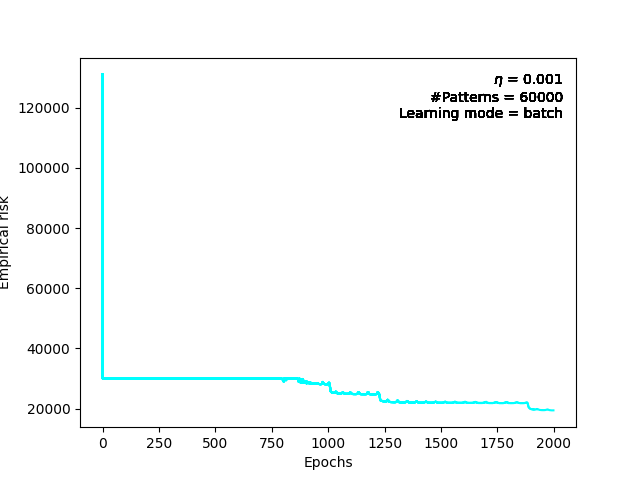 η = 0.001
#Patterns = 60000
Learning mode = batch
120000
100000
80000
60000
40000
20000
Empirical risk
0 250 500 750 1000 1250 1500 1750 2000
Epochs